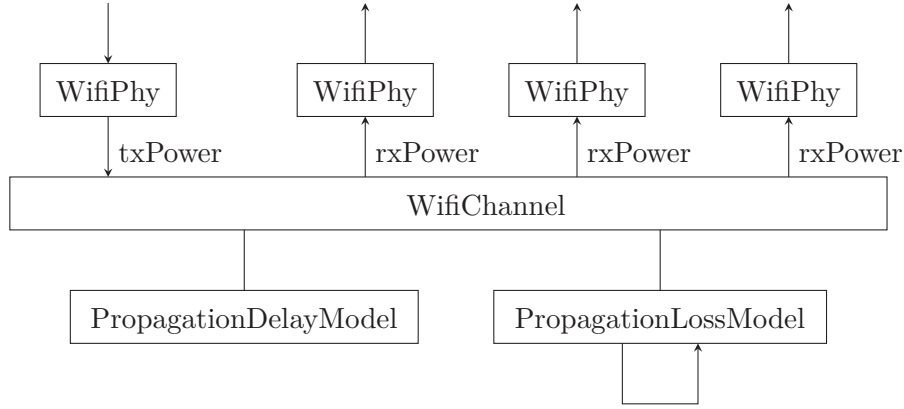 WifiPhy WifiPhy WifiPhy WifiPhy
txPower rxPower rxPower rxPower
WifiChannel
PropagationDelayModel PropagationLossModel